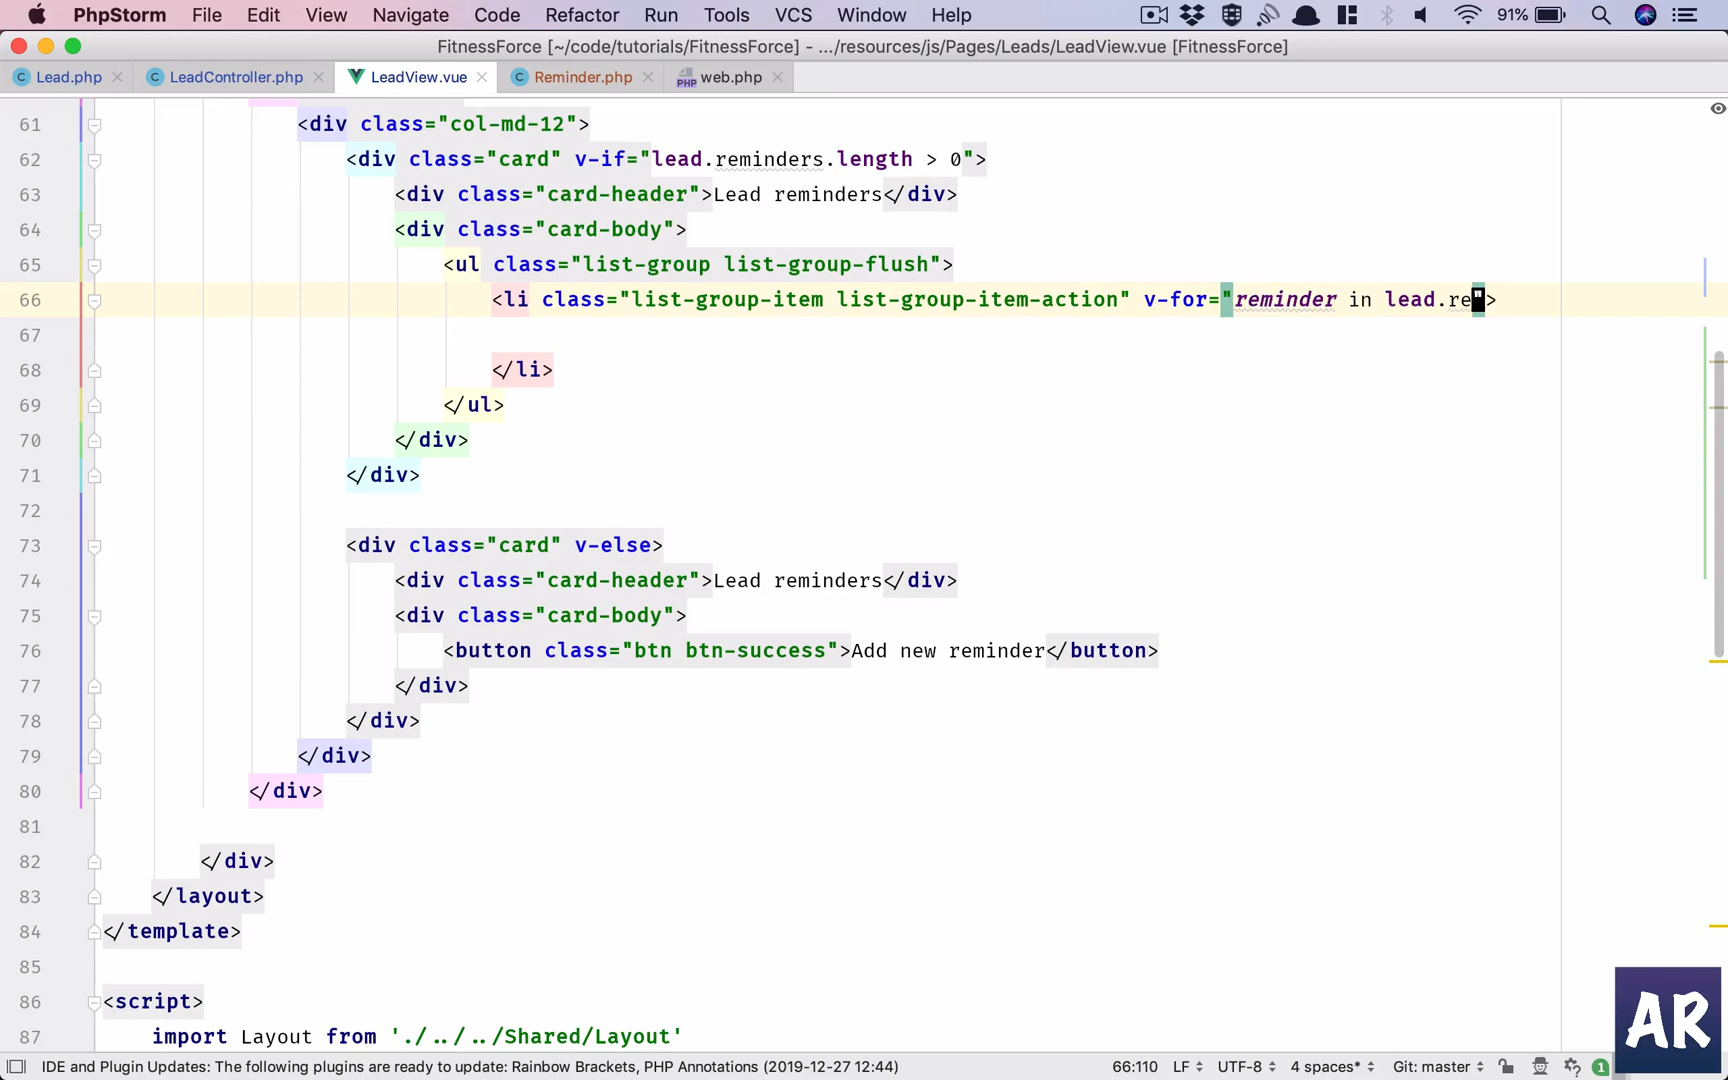 PhpStorm File Edit View Navigate Code Refactor Run Tools VCS Window Help 91%
FitnessForce [~/code/tutorials/FitnessForce] - .../resources/js/Pages/Leads/LeadView.vue [FitnessForce]
Lead.php LeadController.php LeadView.vue Reminder.php PHP web.php
61 <div class="col-md-12">
62 <div class="card" v-if="lead.reminders.length > 0">
63 <div class="card-header">Lead reminders</div>
64 <div class="card-body">
65 <ul class="list-group list-group-flush">
66 <li class="list-group-item list-group-item-action" v-for="reminder in lead.re">
67
68 </li>
69 </ul>
70 </div>
71 </div>
72
73 <div class="card" v-else>
74 <div class="card-header">Lead reminders</div>
75 <div class="card-body">
76 <button class="btn btn-success">Add new reminder</button>
77 </div>
78 </div>
79 </div>
80 </div>
81
82 </div>
83 </layout>
84 </template>
85
86 <script>
87 import Layout from './../../Shared/Layout'
AR
IDE and Plugin Updates: The following plugins are ready to update: Rainbow Brackets, PHP Annotations (2019-12-27 12:44) 66:110 LF UTF-8 4 spaces* Git: master 1